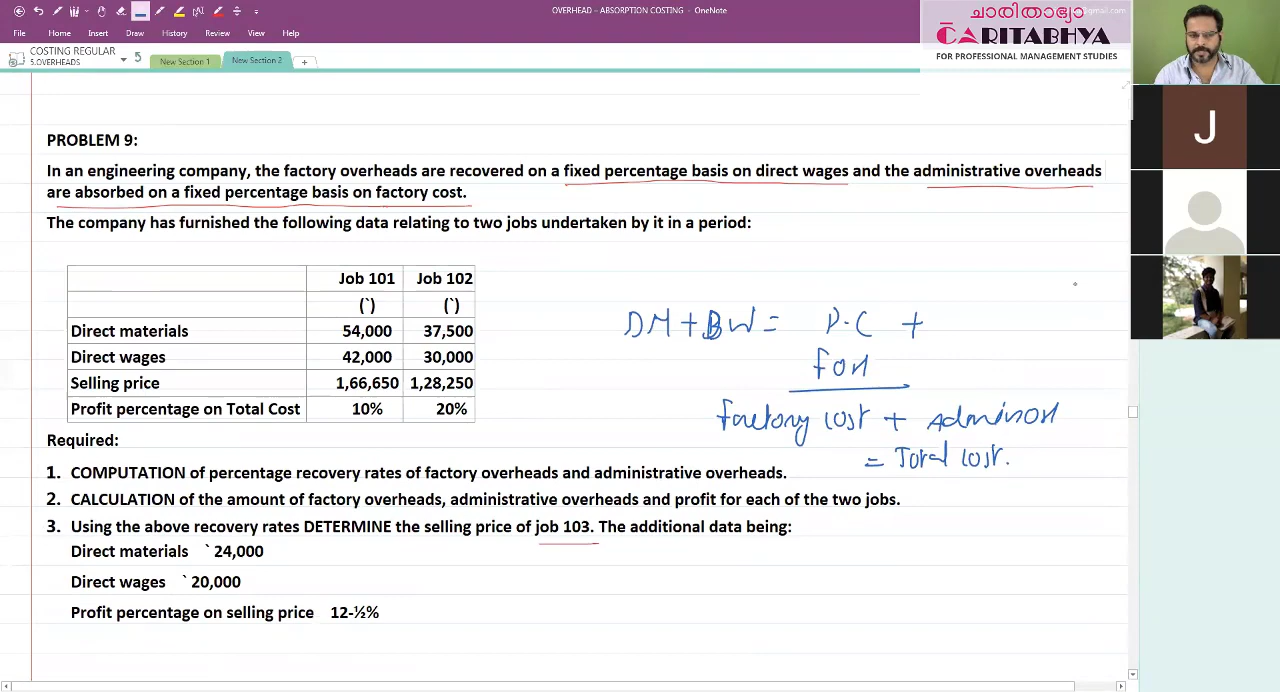 OVERHEAD – ABSORPTION COSTING - OneNote
ചാരിതാഭ്യാ
@gmail.com
CARITABHYA
FOR PROFESSIONAL MANAGEMENT STUDIES
File Home Insert Draw History Review View Help
COSTING REGULAR
5.OVERHEADS
5
New Section 1 New Section 2 +
J
PROBLEM 9:
In an engineering company, the factory overheads are recovered on a fixed percentage basis on direct wages and the administrative overheads
are absorbed on a fixed percentage basis on factory cost.
The company has furnished the following data relating to two jobs undertaken by it in a period:
Job 101 Job 102
(`) (`)
Direct materials 54,000 37,500
Direct wages 42,000 30,000
Selling price 1,66,650 1,28,250
Profit percentage on Total Cost 10% 20%
DM + DW = P.C +
FOH
Factory cost + Admin OH
= Total cost.
Required:
1. COMPUTATION of percentage recovery rates of factory overheads and administrative overheads.
2. CALCULATION of the amount of factory overheads, administrative overheads and profit for each of the two jobs.
3. Using the above recovery rates DETERMINE the selling price of job 103. The additional data being:
Direct materials ` 24,000
Direct wages ` 20,000
Profit percentage on selling price 12-½%